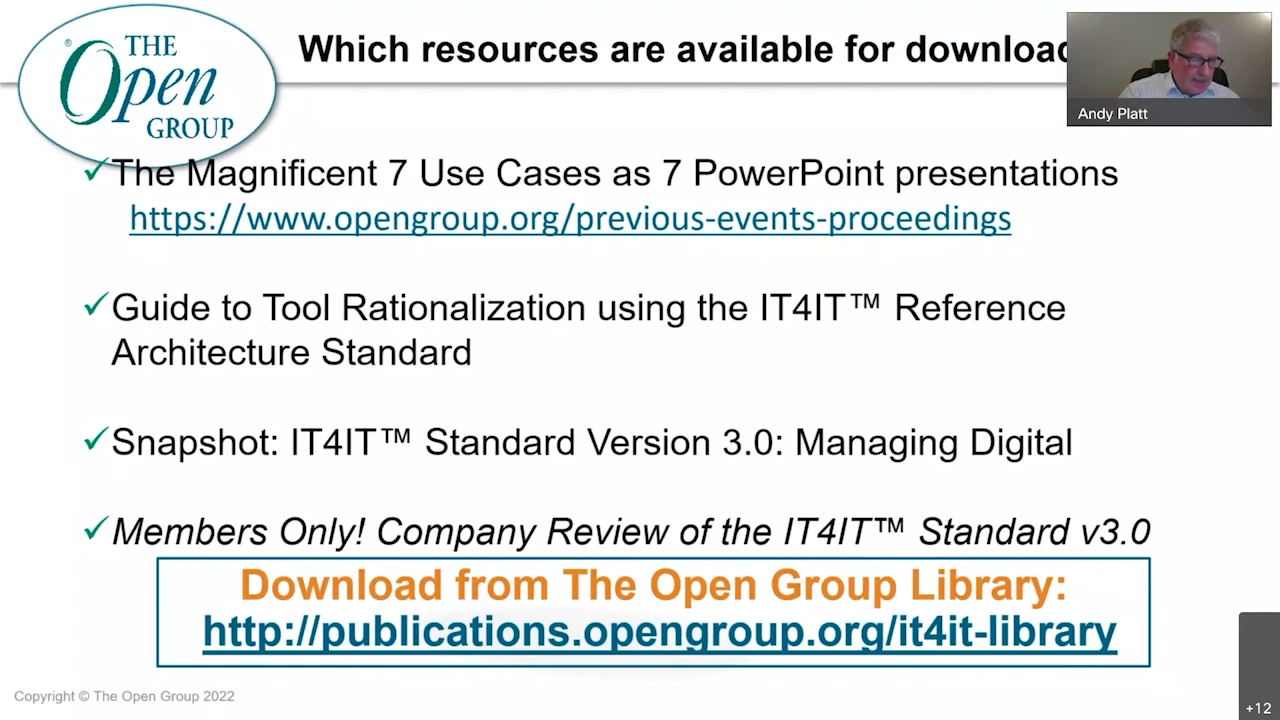 THE
Open
GROUP
®
Which resources are available for download
Andy Platt
✓The Magnificent 7 Use Cases as 7 PowerPoint presentations
https://www.opengroup.org/previous-events-proceedings
✓Guide to Tool Rationalization using the IT4IT™ Reference
Architecture Standard
✓Snapshot: IT4IT™ Standard Version 3.0: Managing Digital
✓Members Only! Company Review of the IT4IT™ Standard v3.0
Download from The Open Group Library:
http://publications.opengroup.org/it4it-library
Copyright © The Open Group 2022
+12